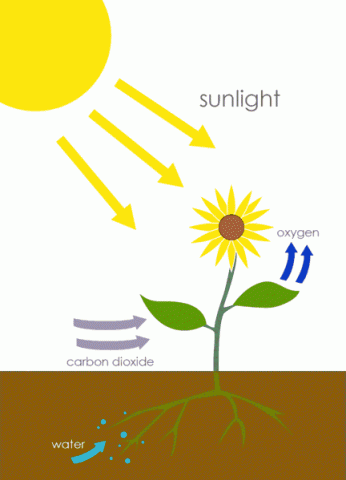 sunlight
oxygen
carbon dioxide
water